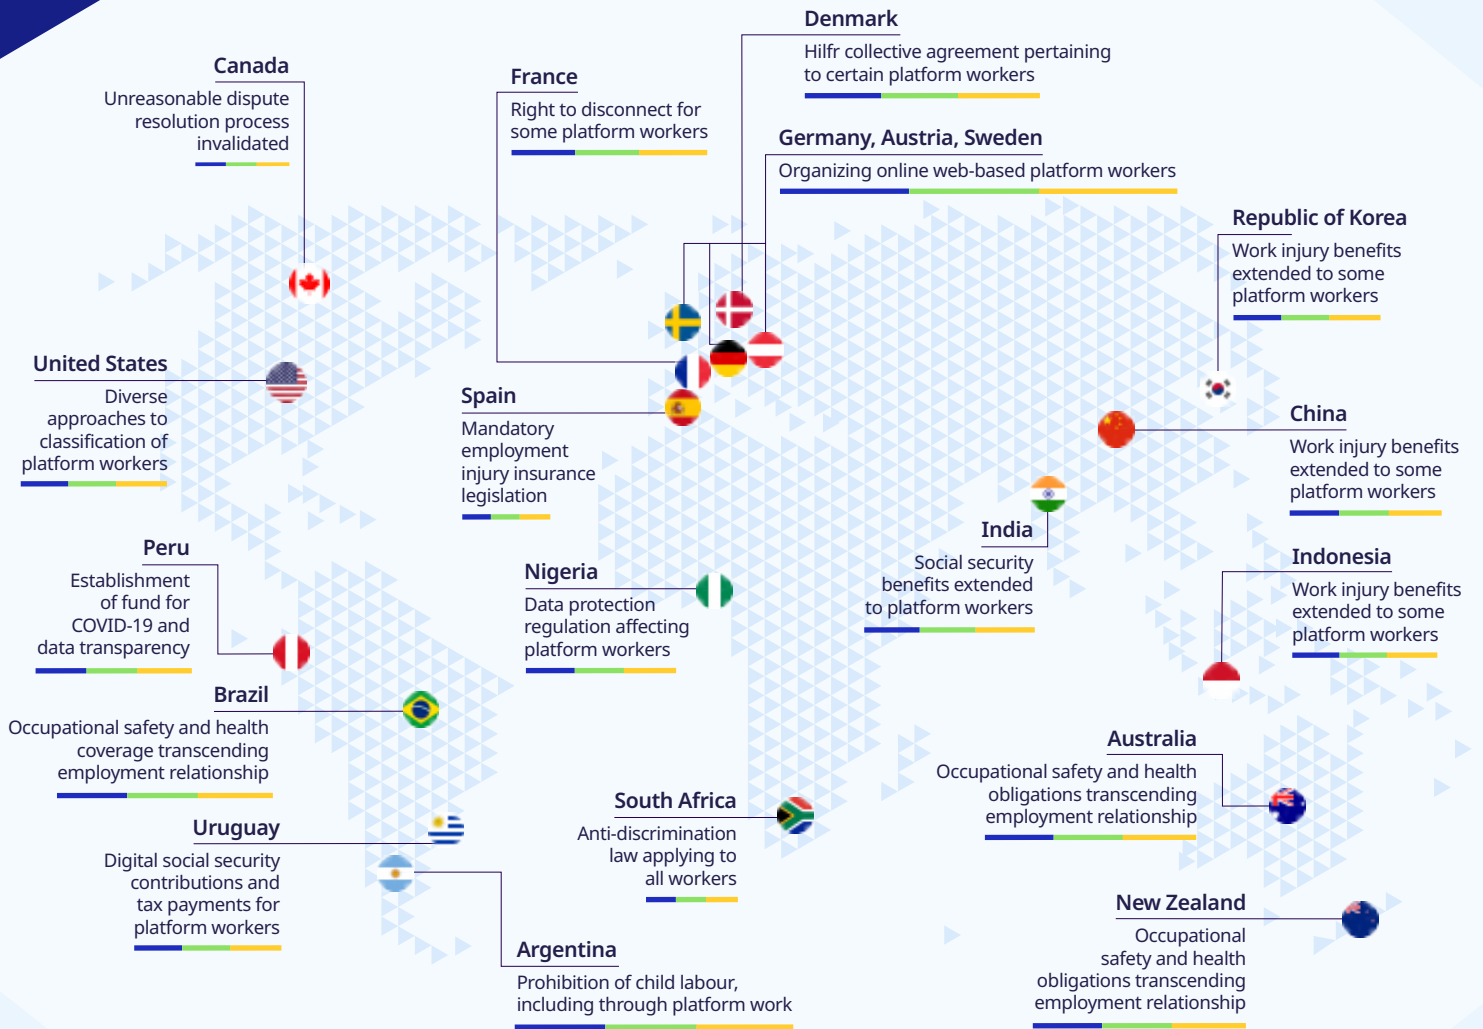 Denmark
Hilfr collective agreement pertaining
to certain platform workers
Canada
Unreasonable dispute
resolution process
invalidated
France
Right to disconnect for
some platform workers
Germany, Austria, Sweden
Organizing online web-based platform workers
Republic of Korea
Work injury benefits
extended to some
platform workers
United States
Diverse
approaches to
classification of
platform workers
Spain
Mandatory
employment
injury insurance
legislation
China
Work injury benefits
extended to some
platform workers
India
Social security
benefits extended
to platform workers
Peru
Establishment
of fund for
COVID-19 and
data transparency
Nigeria
Data protection
regulation affecting
platform workers
Indonesia
Work injury benefits
extended to some
platform workers
Brazil
Occupational safety and health
coverage transcending
employment relationship
Australia
Occupational safety and health
obligations transcending
employment relationship
South Africa
Anti-discrimination
law applying to
all workers
Uruguay
Digital social security
contributions and
tax payments for
platform workers
New Zealand
Occupational
safety and health
obligations transcending
employment relationship
Argentina
Prohibition of child labour,
including through platform work